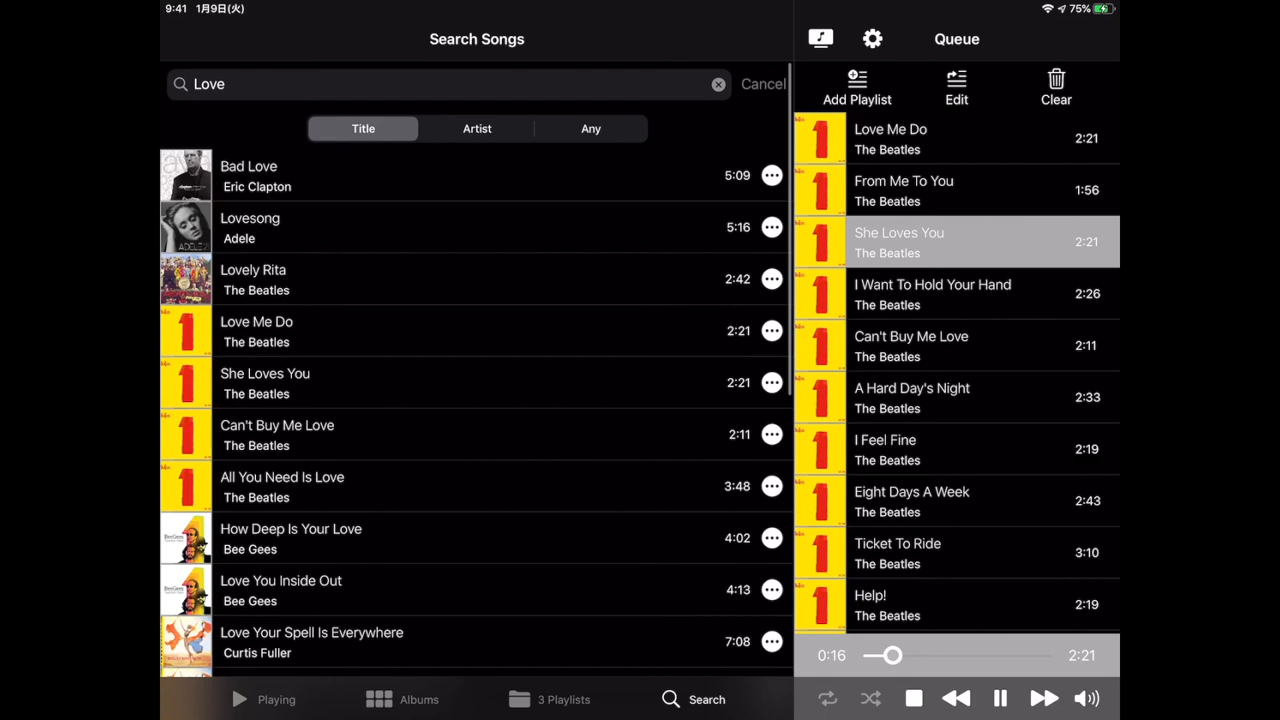 9:41 1月9日(火)
75%
Search Songs
Love
Cancel
Title
Artist
Any
Bad Love
Eric Clapton
5:09
Lovesong
Adele
5:16
Lovely Rita
The Beatles
2:42
Love Me Do
The Beatles
2:21
She Loves You
The Beatles
2:21
Can't Buy Me Love
The Beatles
2:11
All You Need Is Love
The Beatles
3:48
How Deep Is Your Love
Bee Gees
4:02
Love You Inside Out
Bee Gees
4:13
Love Your Spell Is Everywhere
Curtis Fuller
7:08
Playing
Albums
3 Playlists
Search
Queue
Add Playlist
Edit
Clear
Love Me Do
The Beatles
2:21
From Me To You
The Beatles
1:56
She Loves You
The Beatles
2:21
I Want To Hold Your Hand
The Beatles
2:26
Can't Buy Me Love
The Beatles
2:11
A Hard Day's Night
The Beatles
2:33
I Feel Fine
The Beatles
2:19
Eight Days A Week
The Beatles
2:43
Ticket To Ride
The Beatles
3:10
Help!
The Beatles
2:19
0:16
2:21